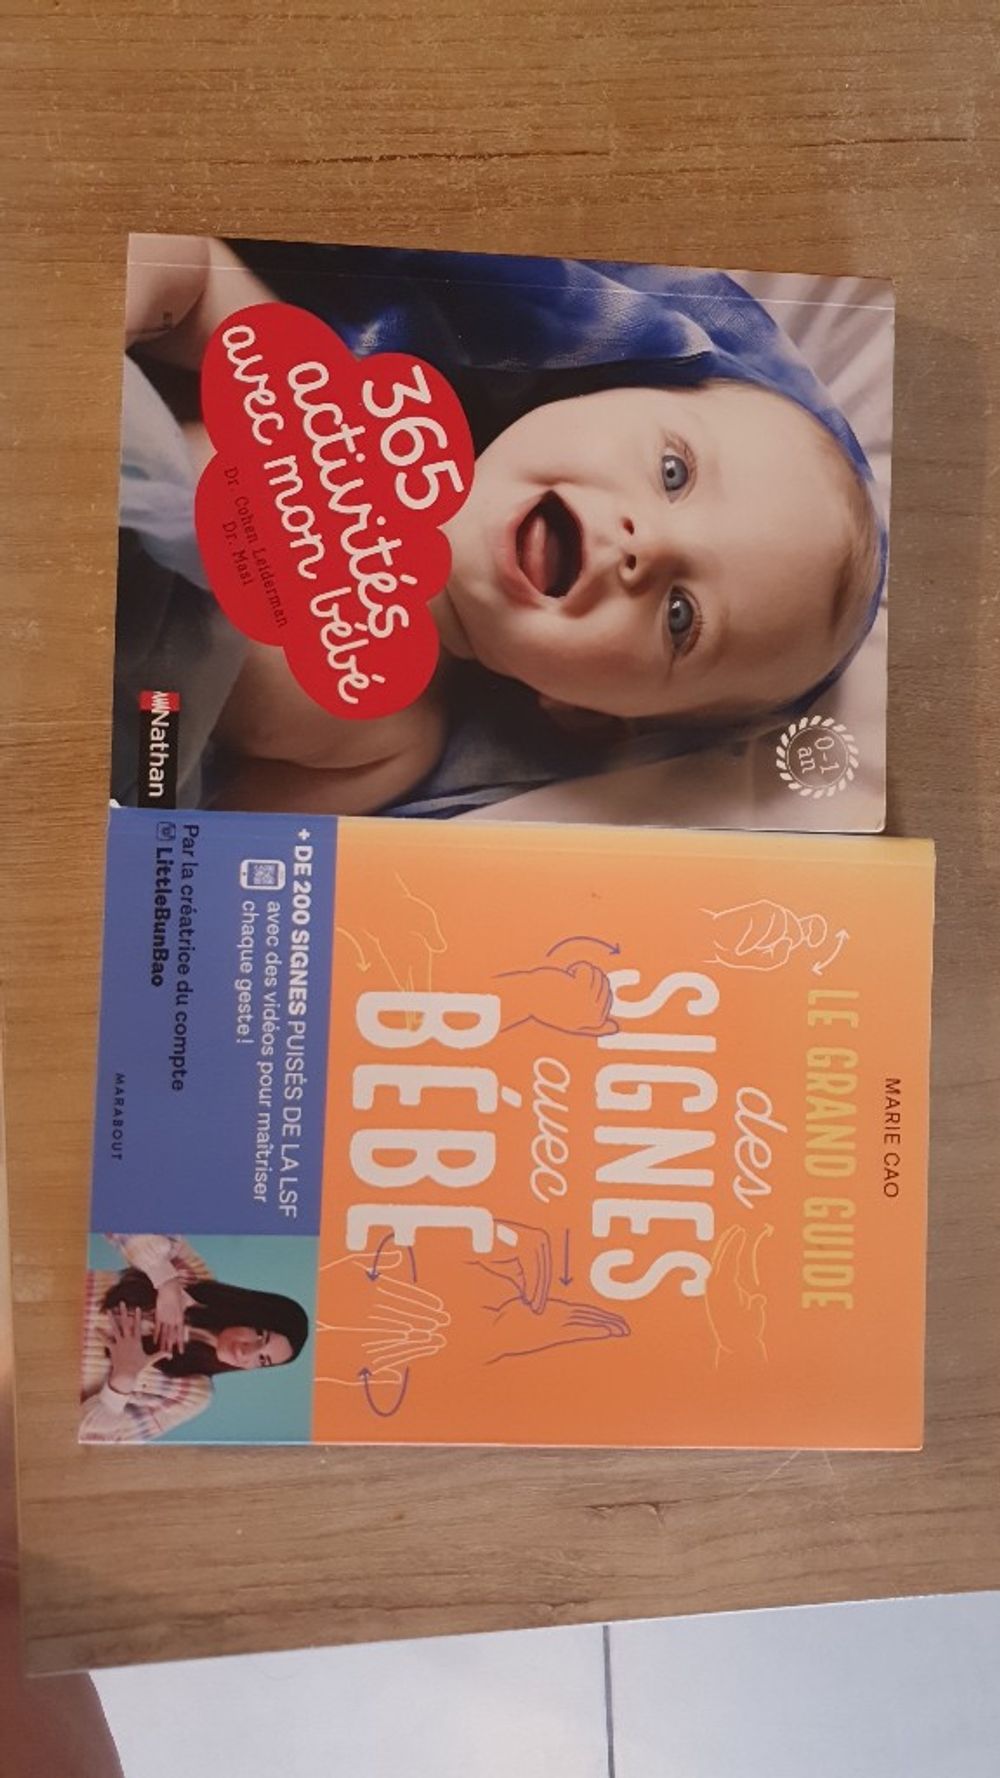 365
activités
avec mon bébé
Dr. Cohen Leiderman
Dr. Masi
0-1
an
Nathan
MARIE CAO
LE GRAND GUIDE
des
SIGNES
avec
BÉBÉ
+ DE 200 SIGNES PUISÉS DE LA LSF
avec des vidéos pour maîtriser
chaque geste !
Par la créatrice du compte
LittleBunBao
MARABOUT